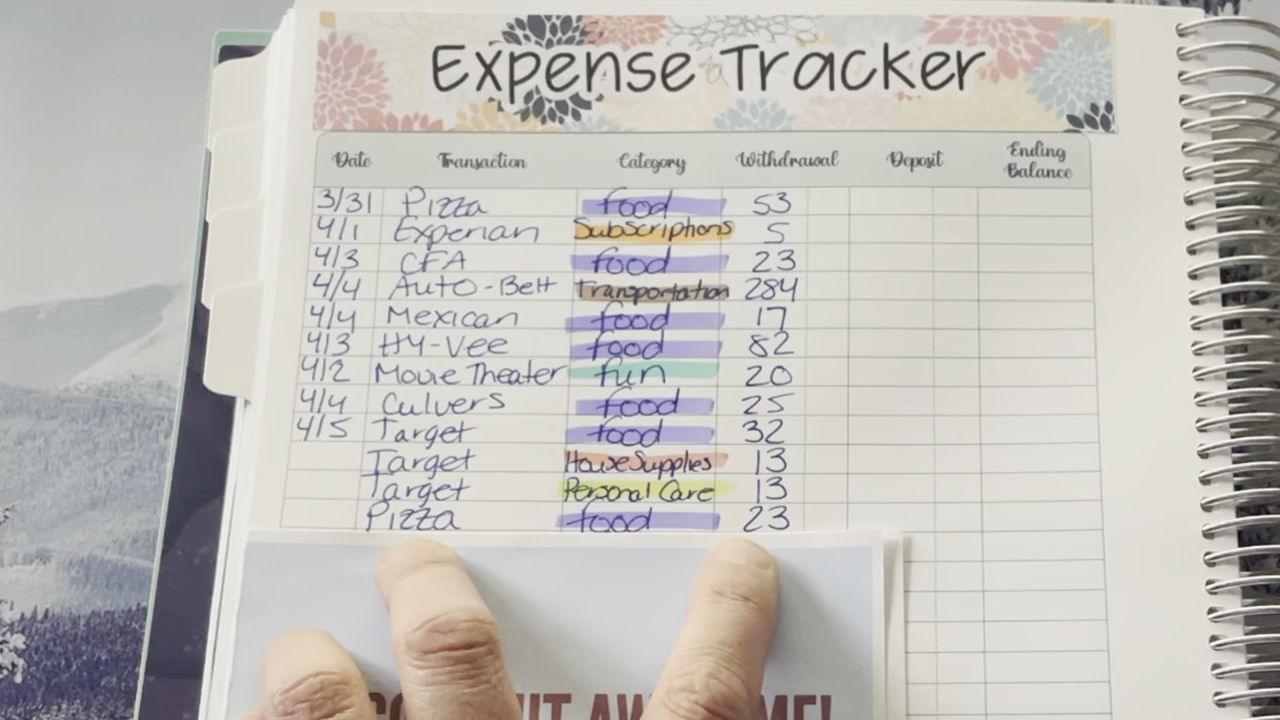 Expense Tracker
Date Transaction Category Withdrawal Deposit Ending Balance
3/31 Pizza food 53
4/1 Experian Subscriptions 5
4/3 CFA food 23
4/4 Auto-Belt Transportation 284
4/4 Mexican food 17
4/3 HY-Vee food 82
4/2 Movie Theater fun 20
4/4 Culvers food 25
4/5 Target food 32
Target House Supplies 13
Target Personal Care 13
Pizza food 23